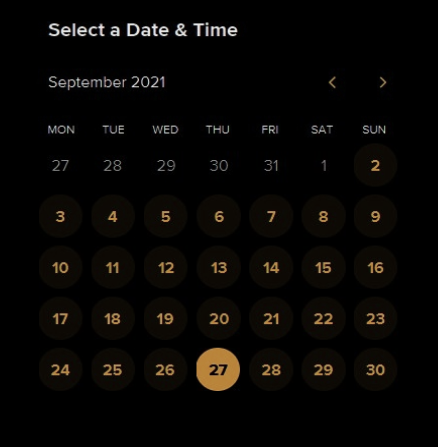 Select a Date & Time
September 2021
MON TUE WED THU FRI SAT SUN
27 28 29 30 31 1 2
3 4 5 6 7 8 9
10 11 12 13 14 15 16
17 18 19 20 21 22 23
24 25 26 27 28 29 30